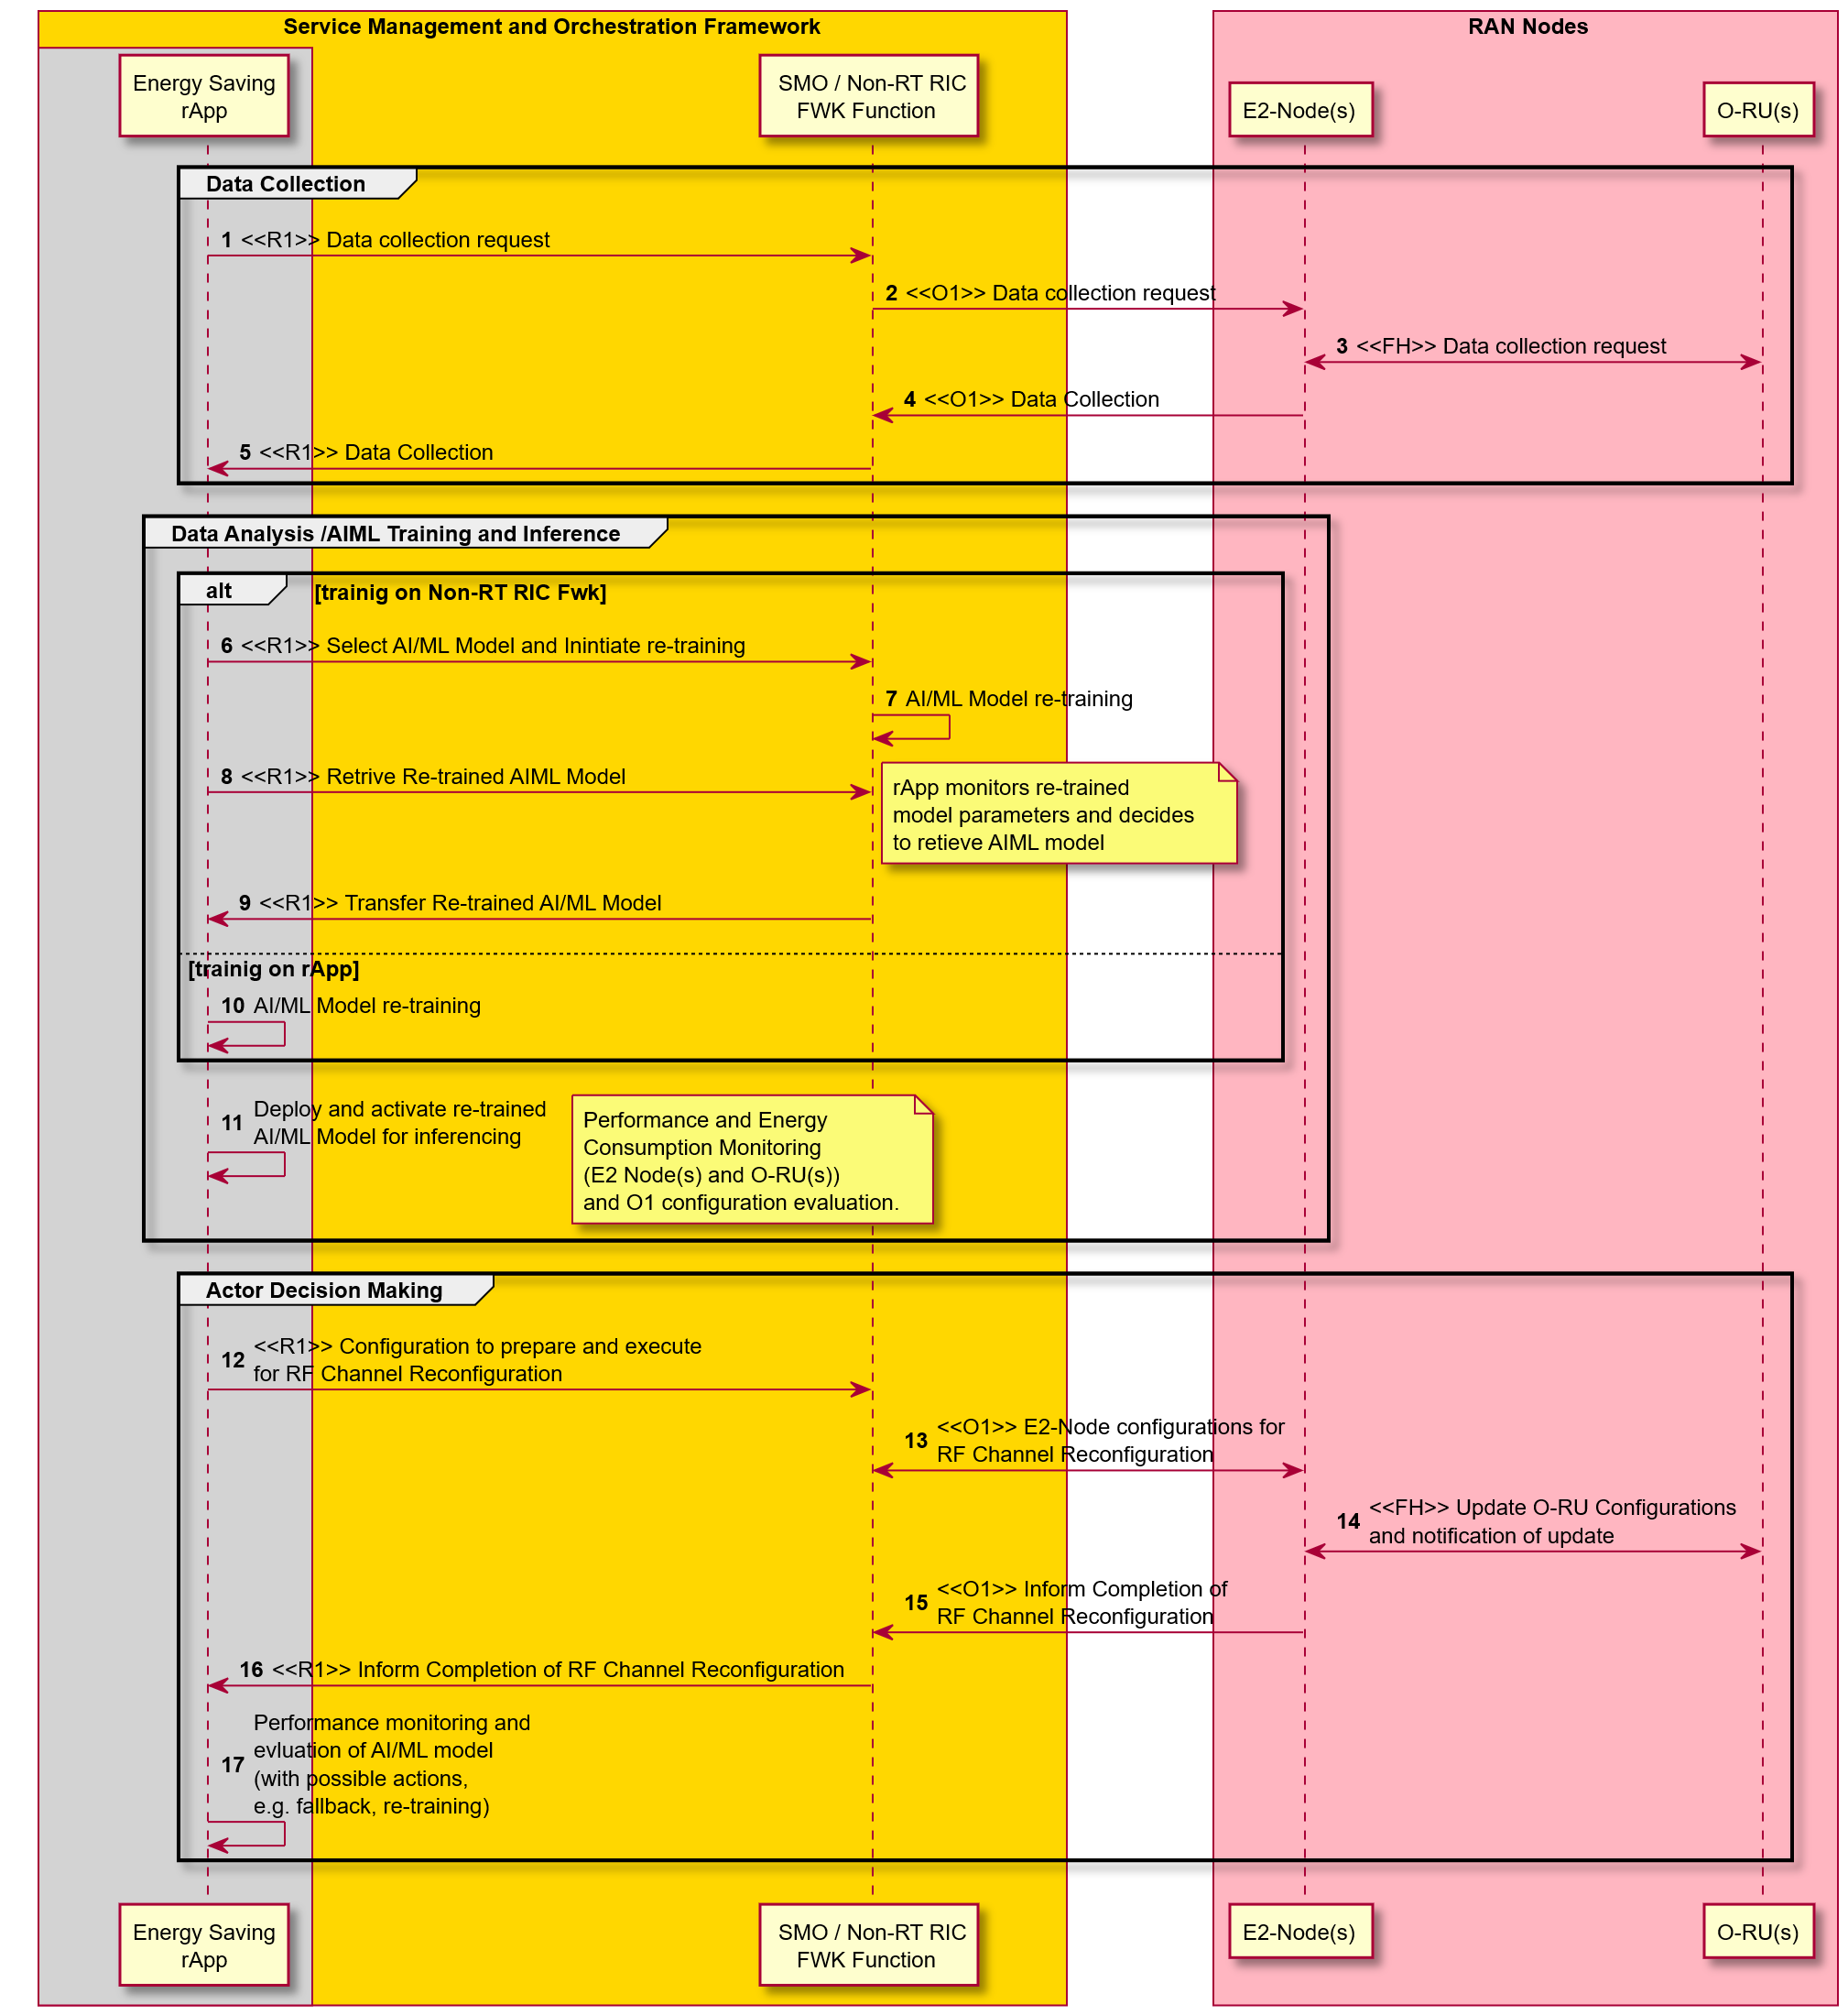 Service Management and Orchestration Framework
RAN Nodes
Energy Saving
rApp
SMO / Non-RT RIC
FWK Function
E2-Node(s)
O-RU(s)
Data Collection
1 <<R1>> Data collection request
2 <<O1>> Data collection request
3 <<FH>> Data collection request
4 <<O1>> Data Collection
5 <<R1>> Data Collection
Data Analysis /AIML Training and Inference
alt [trainig on Non-RT RIC Fwk]
6 <<R1>> Select AI/ML Model and Inintiate re-training
7 AI/ML Model re-training
8 <<R1>> Retrive Re-trained AIML Model
rApp monitors re-trained
model parameters and decides
to retieve AIML model
9 <<R1>> Transfer Re-trained AI/ML Model
[trainig on rApp]
10 AI/ML Model re-training
11 Deploy and activate re-trained
AI/ML Model for inferencing
Performance and Energy
Consumption Monitoring
(E2 Node(s) and O-RU(s))
and O1 configuration evaluation.
Actor Decision Making
12 <<R1>> Configuration to prepare and execute
for RF Channel Reconfiguration
13 <<O1>> E2-Node configurations for
RF Channel Reconfiguration
14 <<FH>> Update O-RU Configurations
and notification of update
15 <<O1>> Inform Completion of
RF Channel Reconfiguration
16 <<R1>> Inform Completion of RF Channel Reconfiguration
17 Performance monitoring and
evluation of AI/ML model
(with possible actions,
e.g. fallback, re-training)
Energy Saving
rApp
SMO / Non-RT RIC
FWK Function
E2-Node(s)
O-RU(s)